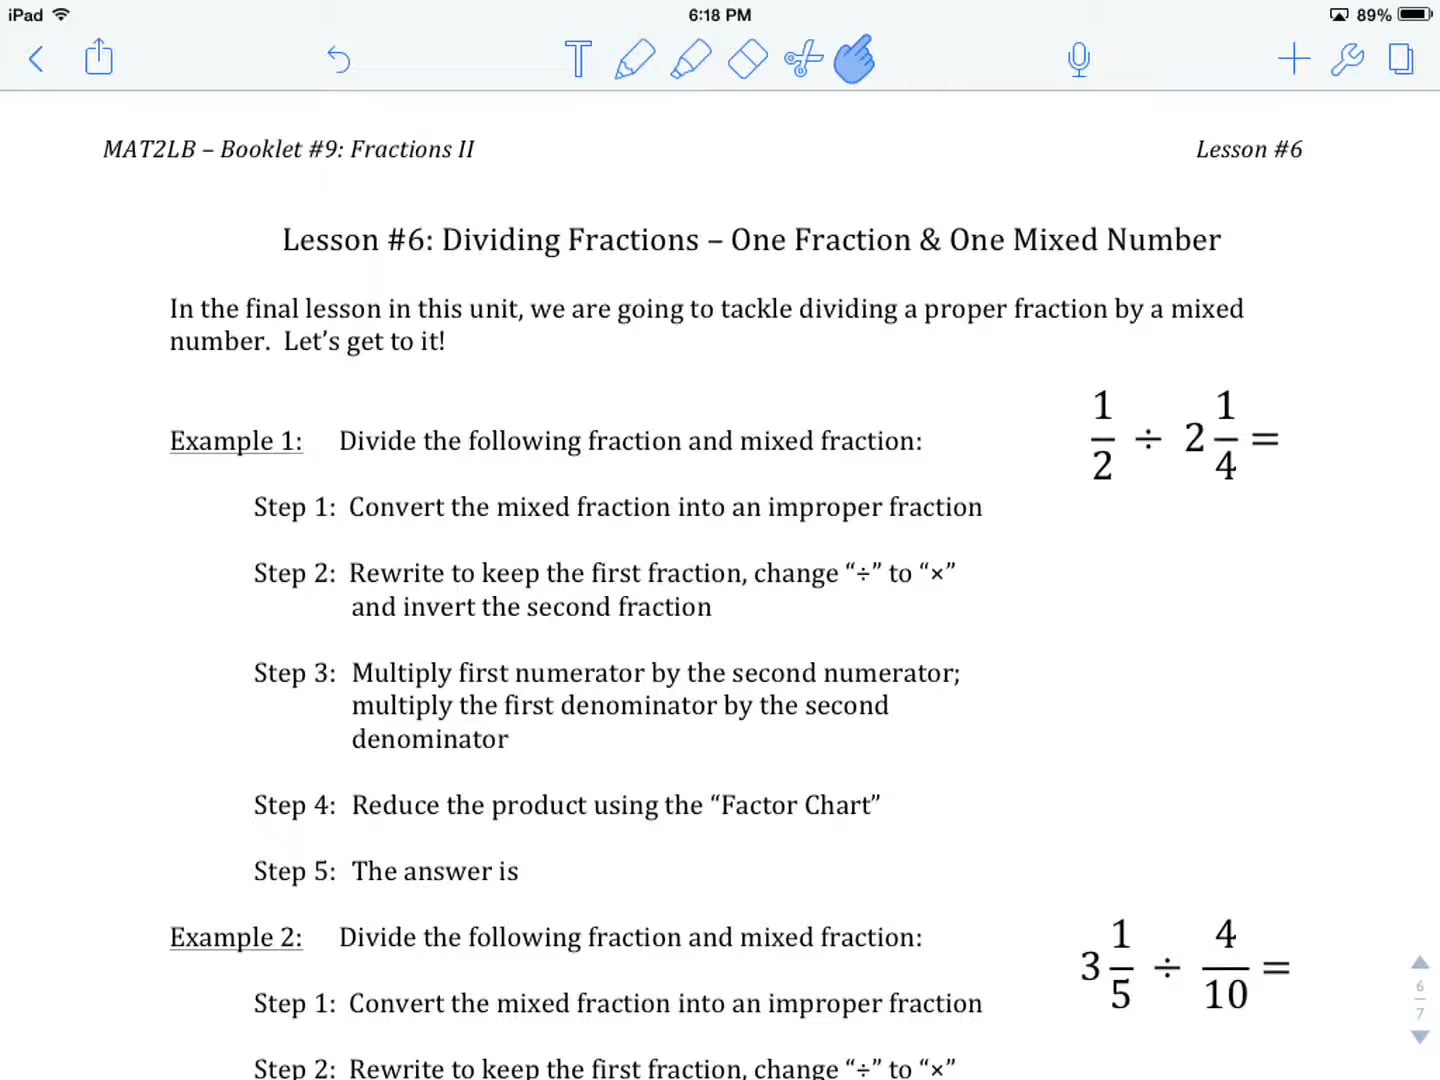 iPad 6:18 PM 89%
T
MAT2LB – Booklet #9: Fractions II Lesson #6
Lesson #6: Dividing Fractions – One Fraction & One Mixed Number
In the final lesson in this unit, we are going to tackle dividing a proper fraction by a mixed
number.  Let’s get to it!
Example 1: Divide the following fraction and mixed fraction: 1/2 ÷ 2 1/4 =
Step 1: Convert the mixed fraction into an improper fraction
Step 2: Rewrite to keep the first fraction, change “÷” to “×”
and invert the second fraction
Step 3: Multiply first numerator by the second numerator;
multiply the first denominator by the second
denominator
Step 4: Reduce the product using the “Factor Chart”
Step 5: The answer is
Example 2: Divide the following fraction and mixed fraction: 3 1/5 ÷ 4/10 =
Step 1: Convert the mixed fraction into an improper fraction
Step 2: Rewrite to keep the first fraction, change “÷” to “×”
6/7